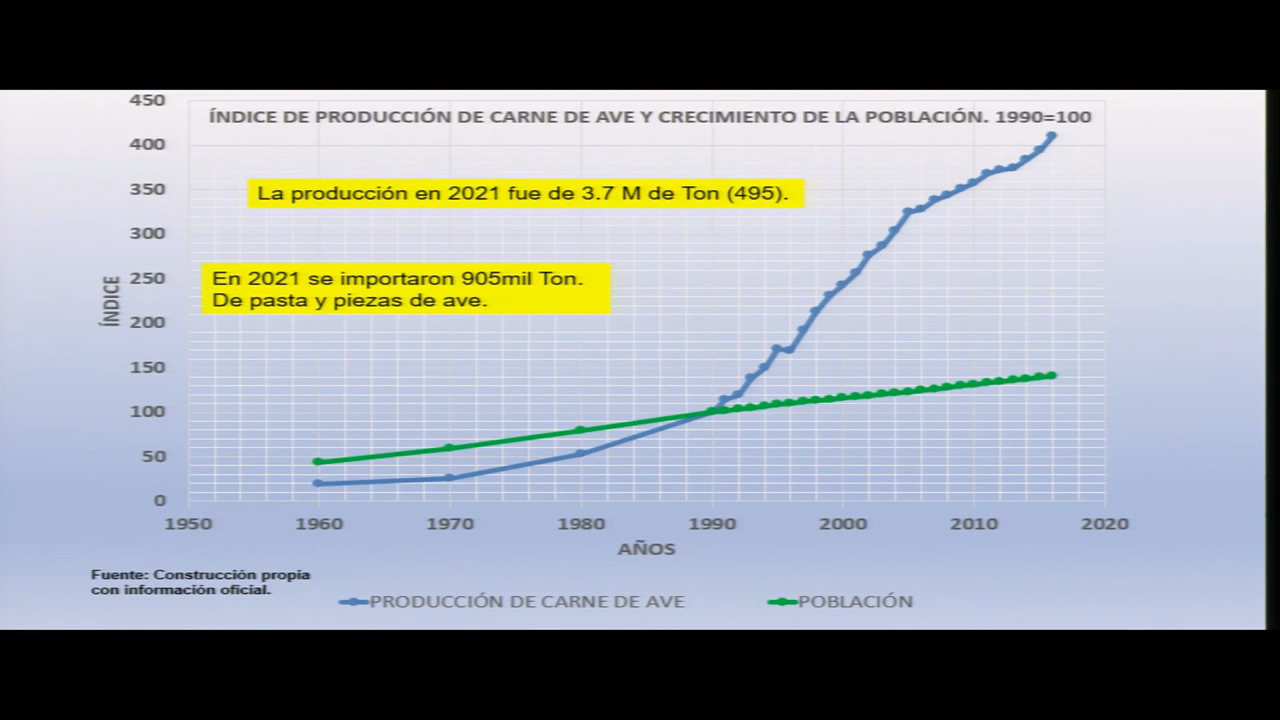 ÍNDICE DE PRODUCCIÓN DE CARNE DE AVE Y CRECIMIENTO DE LA POBLACIÓN. 1990=100
450
400
350
300
250
200
150
100
50
0
ÍNDICE
La producción en 2021 fue de 3.7 M de Ton (495).
En 2021 se importaron 905mil Ton.
De pasta y piezas de ave.
1950 1960 1970 1980 1990 2000 2010 2020
AÑOS
Fuente: Construcción propia
con información oficial.
PRODUCCIÓN DE CARNE DE AVE POBLACIÓN